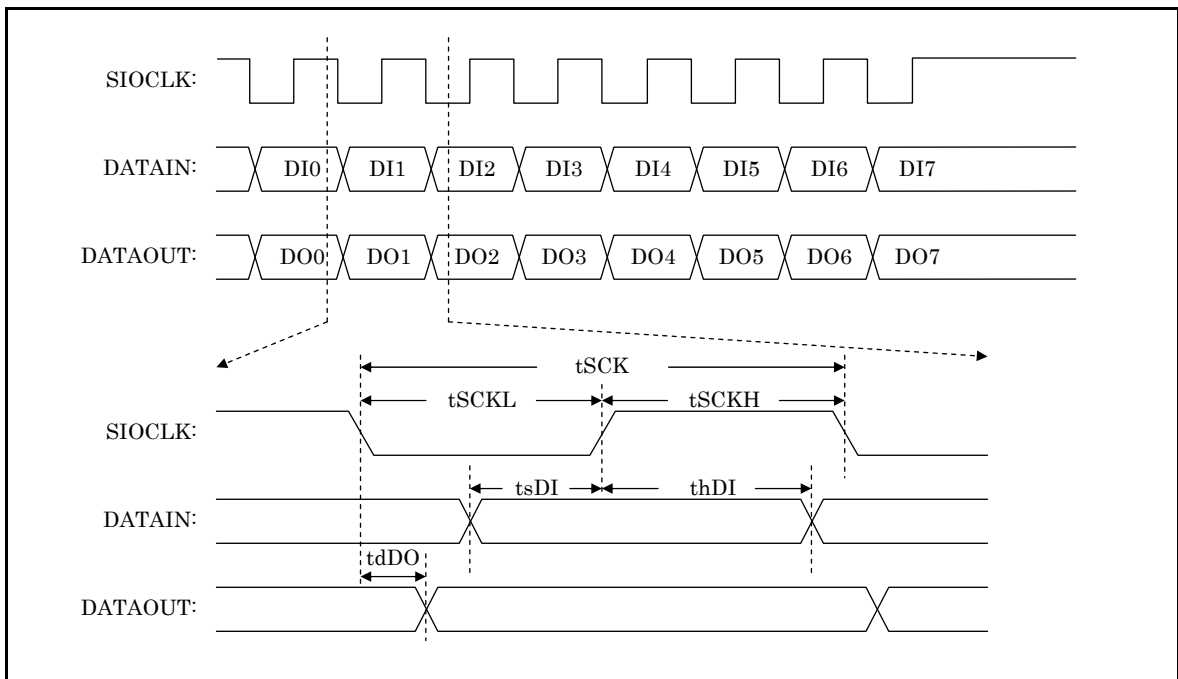 SIOCLK:
DATAIN: DI0 DI1 DI2 DI3 DI4 DI5 DI6 DI7
DATAOUT: DO0 DO1 DO2 DO3 DO4 DO5 DO6 DO7
tSCK
tSCKL tSCKH
SIOCLK:
tsDI thDI
DATAIN:
tdDO
DATAOUT: